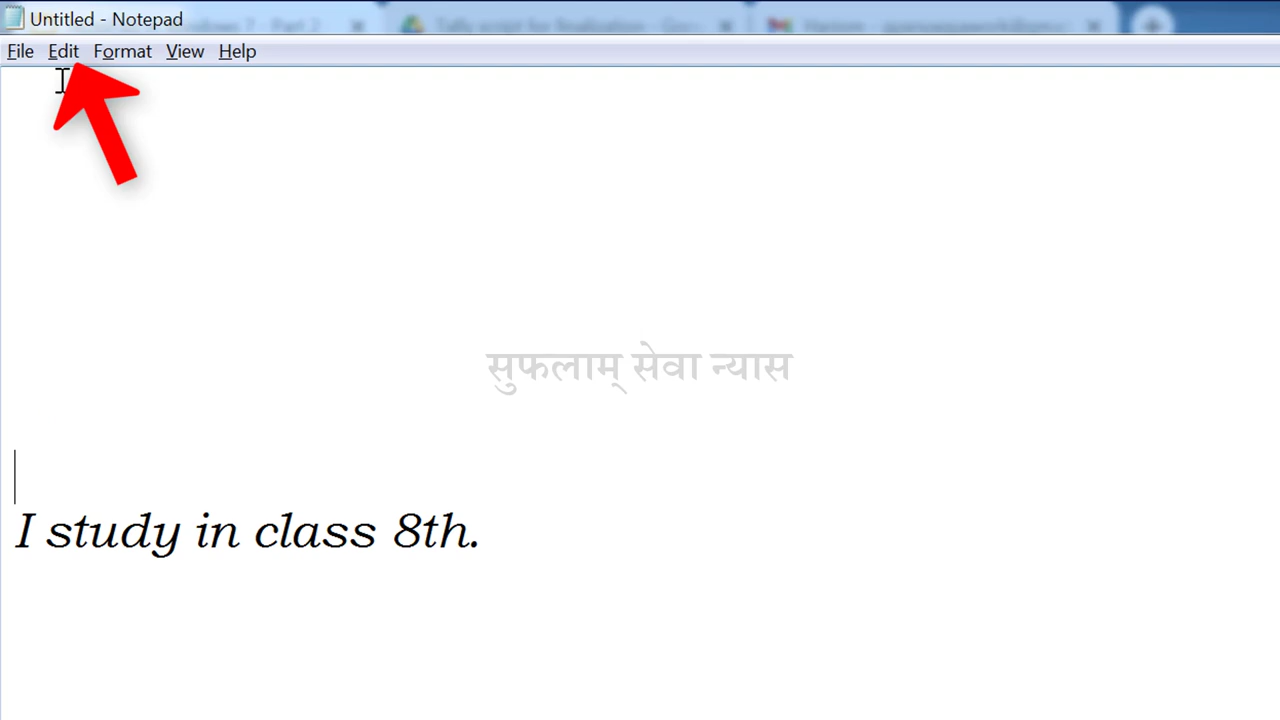 Untitled - Notepad
File Edit Format View Help
सुफलाम् सेवा न्यास
I study in class 8th.